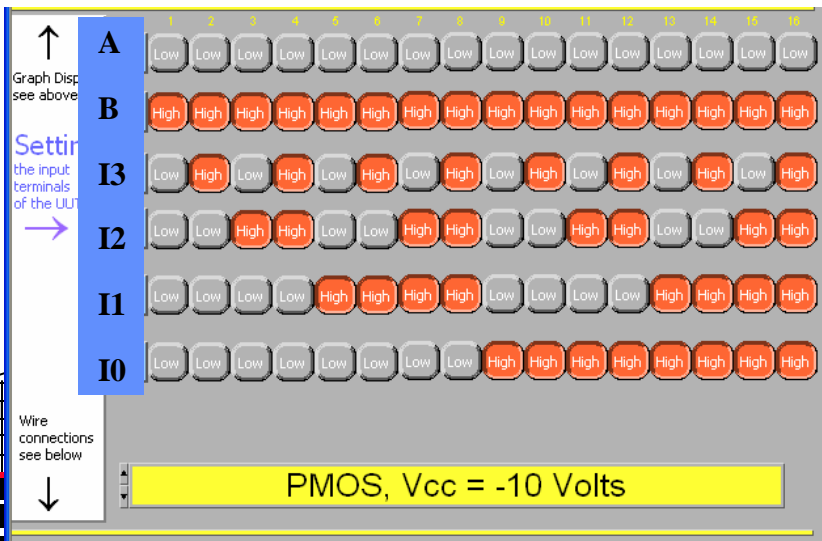 1 2 3 4 5 6 7 8 9 10 11 12 13 14 15 16
A Low Low Low Low Low Low Low Low Low Low Low Low Low Low Low Low
Graph Disp
see above
B High High High High High High High High High High High High High High High High
Settin
the input
terminals
of the UUT
I3 Low High Low High Low High Low High Low High Low High Low High Low High
I2 Low Low High High Low Low High High Low Low High High Low Low High High
I1 Low Low Low Low High High High High Low Low Low Low High High High High
I0 Low Low Low Low Low Low Low Low High High High High High High High High
Wire
connections
see below
PMOS, Vcc = -10 Volts